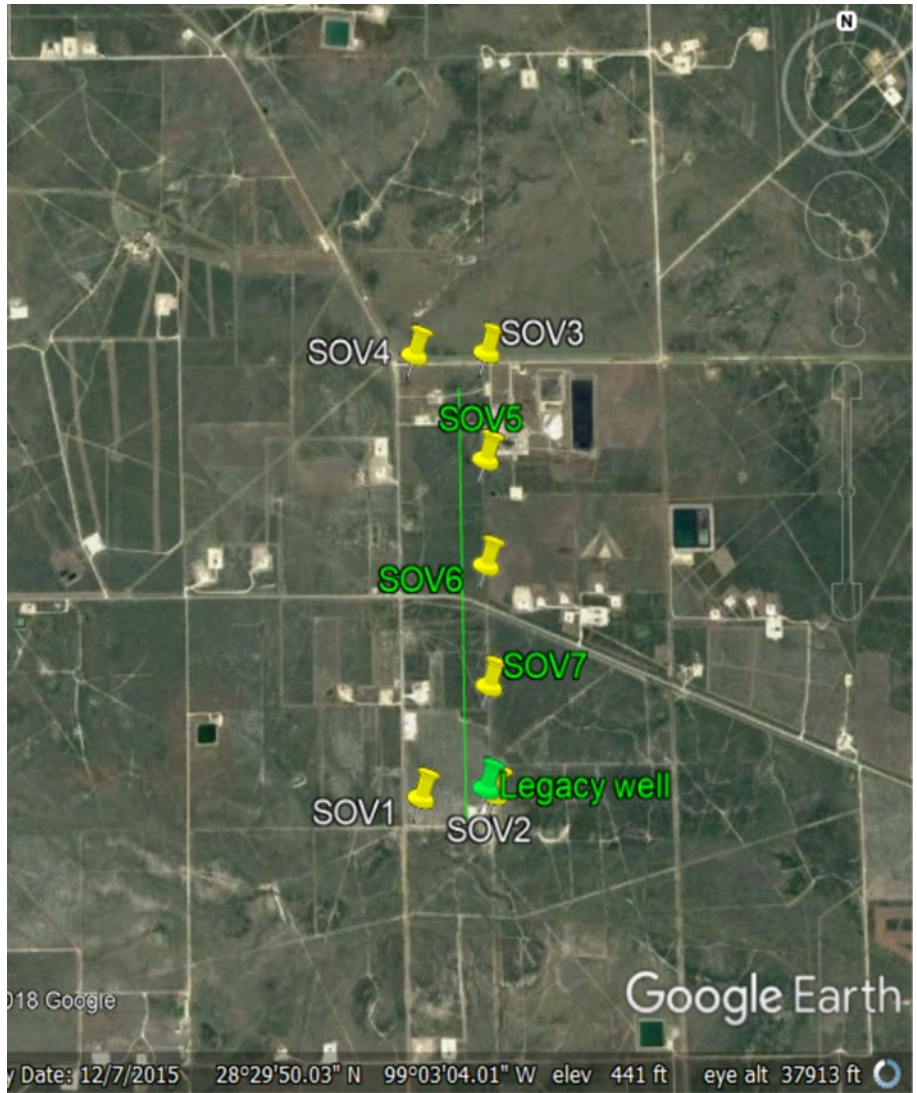 N
SOV4
SOV3
SOV5
SOV6
SOV7
SOV1
Legacy well
SOV2
018 Google
Google Earth
y Date: 12/7/2015 28°29'50.03" N 99°03'04.01" W elev 441 ft eye alt 37913 ft